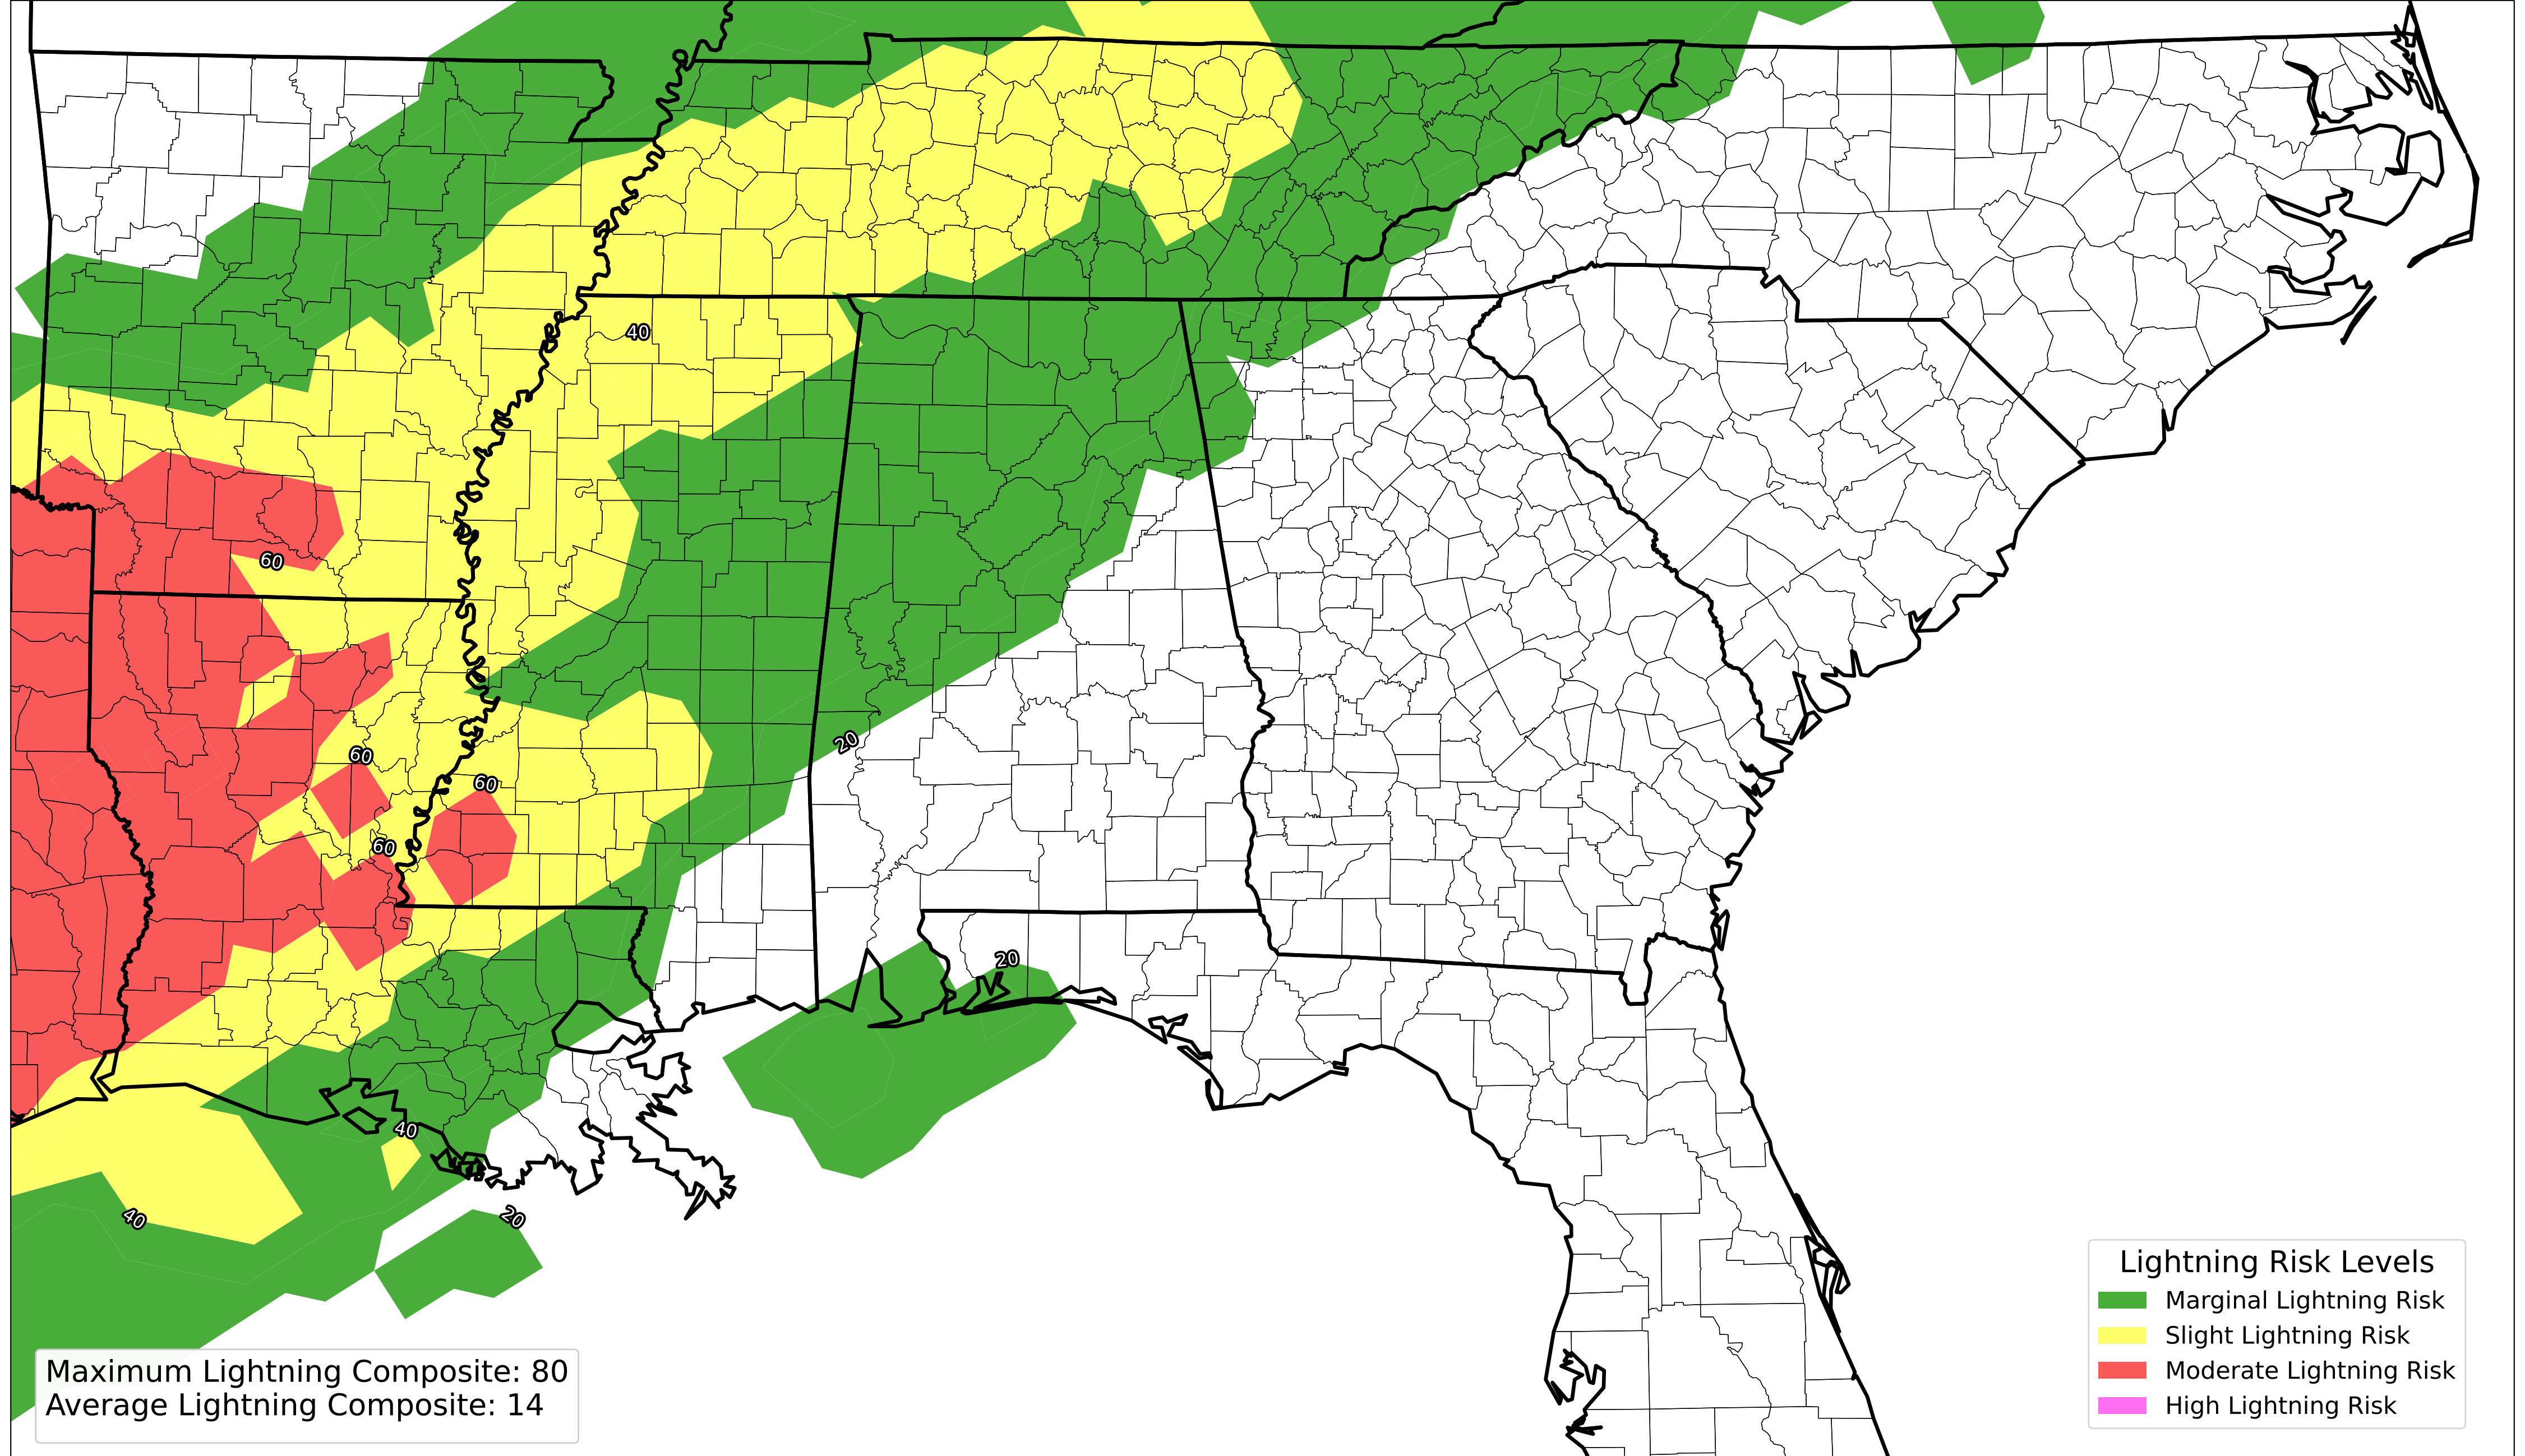 40
60
60
60
20
60
20
40
40
20
Lightning Risk Levels
Marginal Lightning Risk
Slight Lightning Risk
Moderate Lightning Risk
High Lightning Risk
Maximum Lightning Composite: 80
Average Lightning Composite: 14